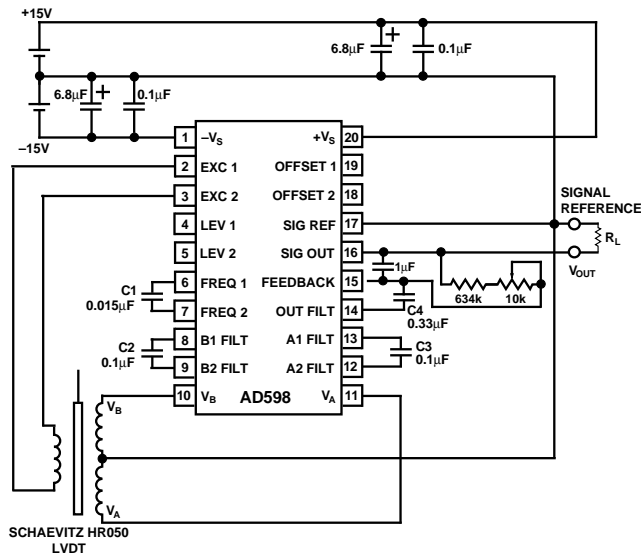 +15V
6.8μF
+
0.1μF
6.8μF
+
0.1μF
–15V
1 –VS
+VS 20
2 EXC 1
OFFSET 1 19
3 EXC 2
OFFSET 2 18
4 LEV 1
SIG REF 17
5 LEV 2
SIG OUT 16
6 FREQ 1
FEEDBACK 15
7 FREQ 2
OUT FILT 14
8 B1 FILT
A1 FILT 13
9 B2 FILT
A2 FILT 12
10 VB
VA 11
AD598
SIGNAL
REFERENCE
RL
VOUT
1μF
634k
10k
C1
0.015μF
C4
0.33μF
C2
0.1μF
C3
0.1μF
VB
VA
SCHAEVITZ HR050
LVDT